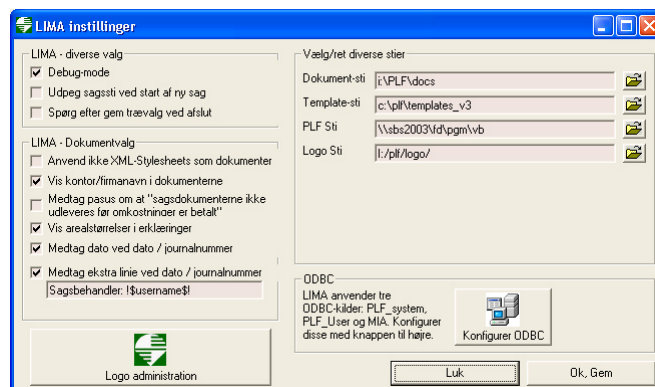 LIMA instillinger
LIMA - diverse valg
Debug-mode
Udpeg sagssti ved start af ny sag
Spørg efter gem trævalg ved afslut
LIMA - Dokumentvalg
Anvend ikke XML-Stylesheets som dokumenter
Vis kontor/firmanavn i dokumenterne
Medtag pasus om at "sagsdokumenterne ikke
udleveres før omkostninger er betalt"
Vis arealstørrelser i erklæringer
Medtag dato ved dato / journalnummer
Medtag ekstra linie ved dato / journalnummer
Sagsbehandler: !$username$!
Logo administration
Vælg/ret diverse stier
Dokument-sti i:\PLF\docs
Template-sti c:\plf\templates_v3
PLF Sti \\sbs2003\fd\pgm\vb
Logo Sti I:/plf/logo/
ODBC
LIMA anvender tre
ODBC-kilder: PLF_system,
PLF_User og MIA. Konfigurer
disse med knappen til højre.
Konfigurer ODBC
Luk
Ok, Gem